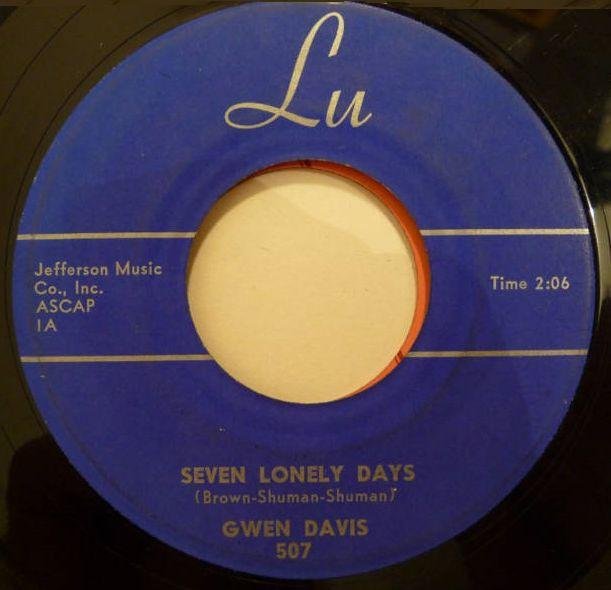 Lu
Jefferson Music
Co., Inc.
ASCAP
1A
Time 2:06
SEVEN LONELY DAYS
(Brown-Shuman-Shuman)
GWEN DAVIS
507